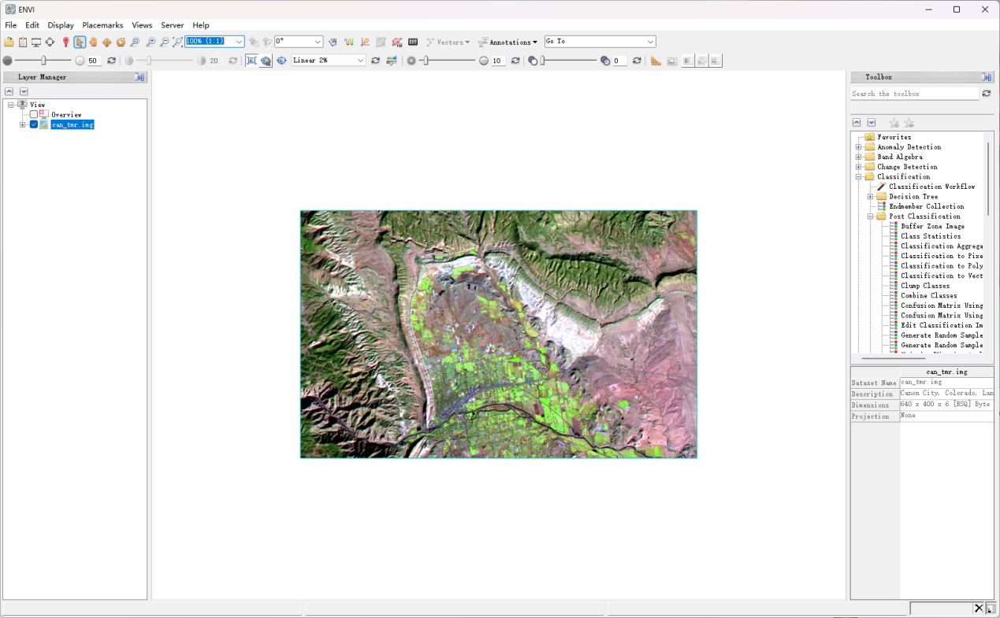 ENVI
File Edit Display Placemarks Views Server Help
100% (1:1) 0° Vectors Annotations Go To
50 20 Linear 2% 10 0
Layer Manager
View
Overview
can_tmr.img
Toolbox
Search the toolbox
Favorites
Anomaly Detection
Band Algebra
Change Detection
Classification
Classification Workflow
Decision Tree
Endmember Collection
Post Classification
Buffer Zone Image
Class Statistics
Classification Aggrega
Classification to Pixe
Classification to Poly
Classification to Vect
Clump Classes
Combine Classes
Confusion Matrix Using
Confusion Matrix Using
Edit Classification Im
Generate Random Sample
Generate Random Sample
can_tmr.img
Dataset Name can_tmr.img
Description Canon City, Colorado, Lan
Dimensions 640 x 400 x 6 [BSQ] Byte
Projection None